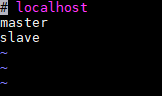 # localhost
master
slave
~
~
~